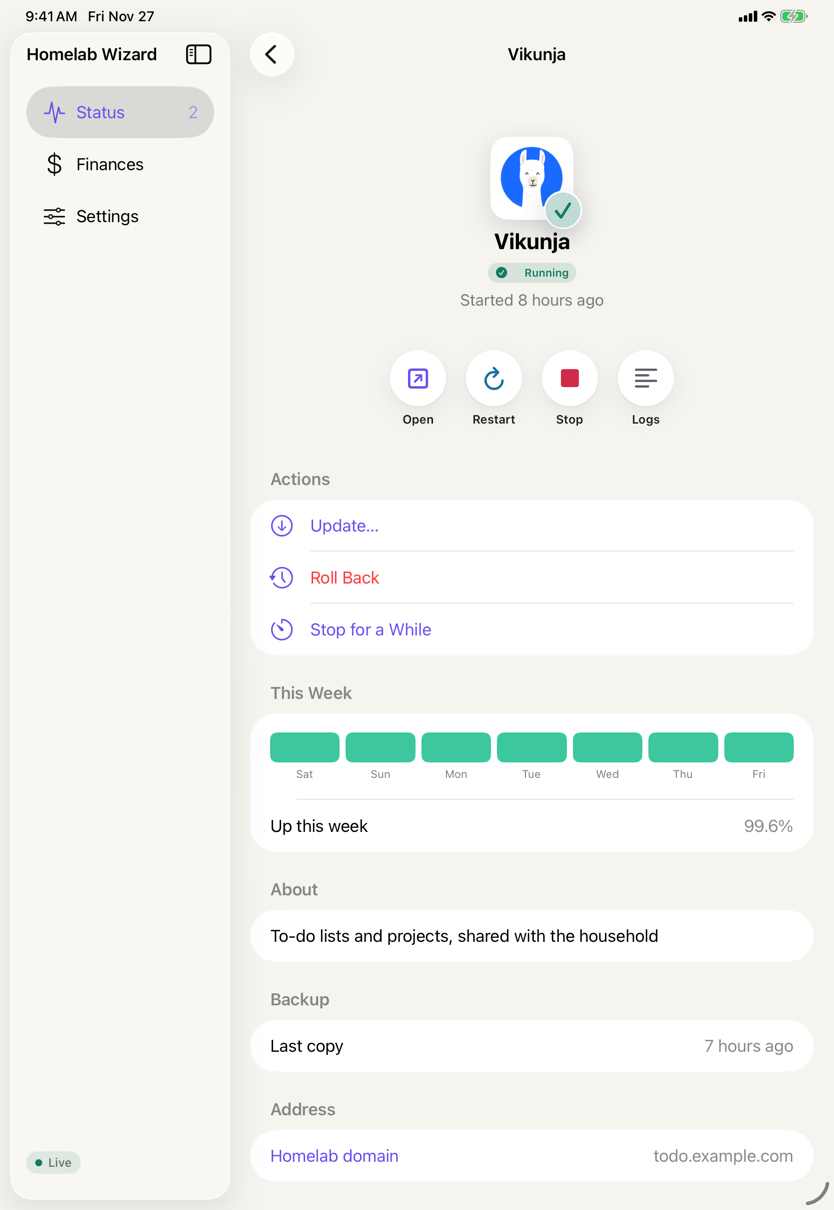 9:41 AM Fri Nov 27
Homelab Wizard
Status 2
Finances
Settings
Live
Vikunja
Vikunja
Running
Started 8 hours ago
Open Restart Stop Logs
Actions
Update...
Roll Back
Stop for a While
This Week
Sat Sun Mon Tue Wed Thu Fri
Up this week 99.6%
About
To-do lists and projects, shared with the household
Backup
Last copy 7 hours ago
Address
Homelab domain todo.example.com